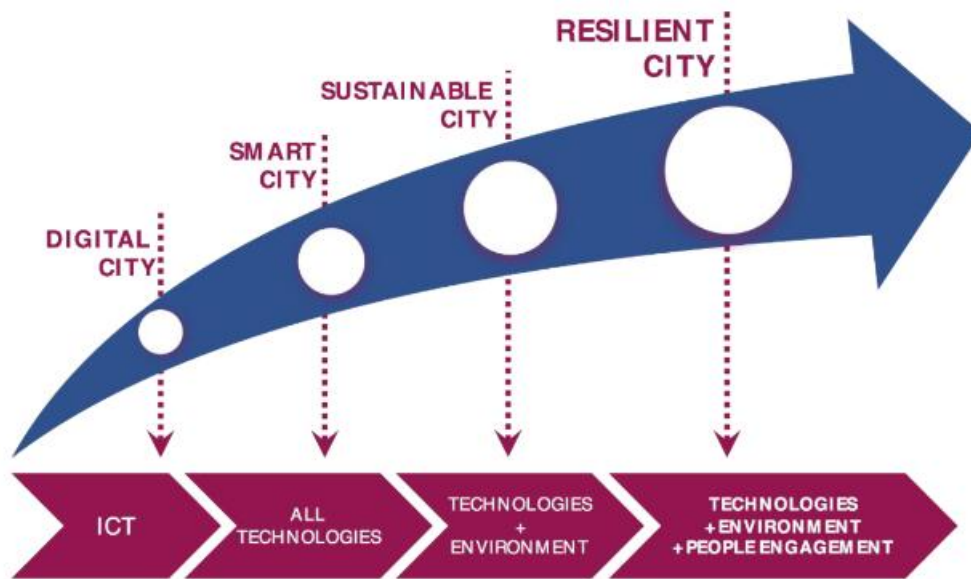 RESILIENT
CITY
SUSTAINABLE
CITY
SMART
CITY
DIGITAL
CITY
ICT
ALL
TECHNOLOGIES
TECHNOLOGIES
+
ENVIRONMENT
TECHNOLOGIES
+ENVIRONMENT
+PEOPLE ENGAGEMENT